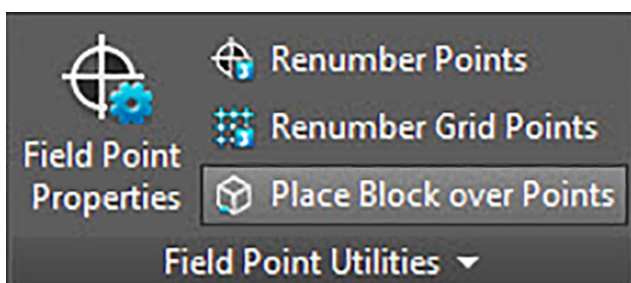 Field Point
Properties
Renumber Points
Renumber Grid Points
Place Block over Points
Field Point Utilities